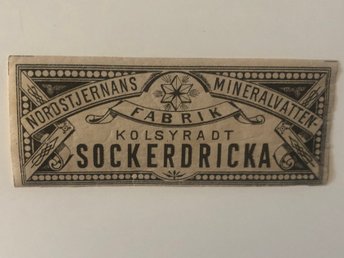 NORDSTJERNANS MINERALVATTEN-
FABRIK
KOLSYRADT
SOCKERDRICKA